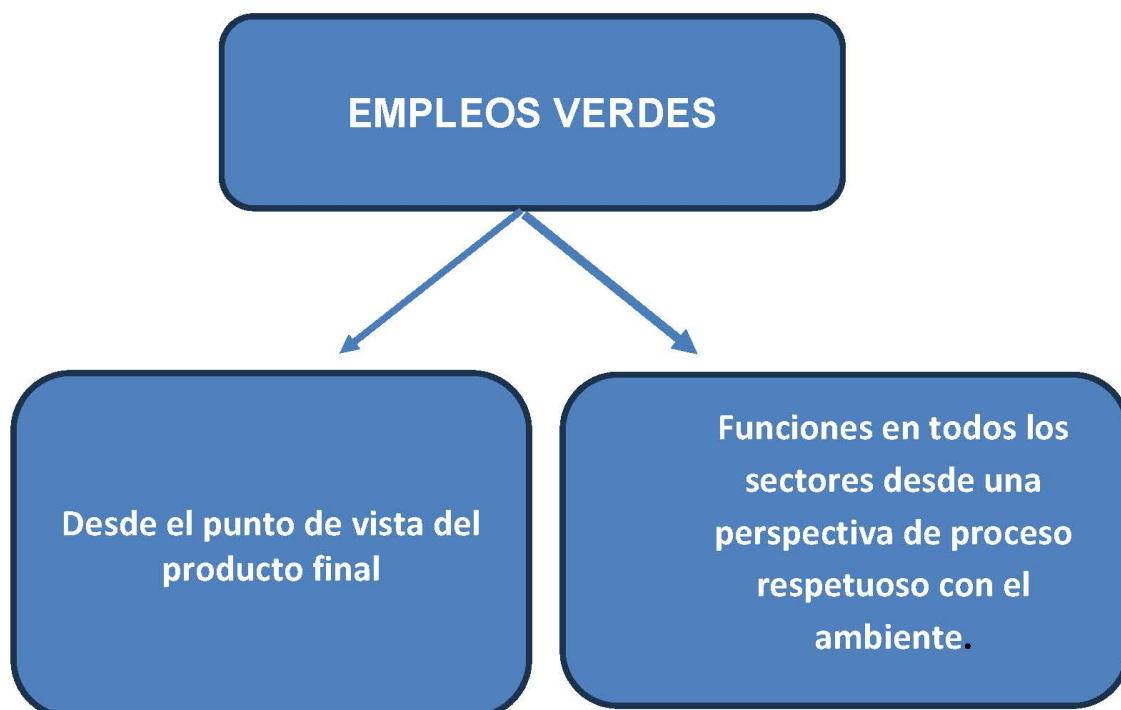 EMPLEOS VERDES
Desde el punto de vista del
producto final
Funciones en todos los
sectores desde una
perspectiva de proceso
respetuoso con el
ambiente.